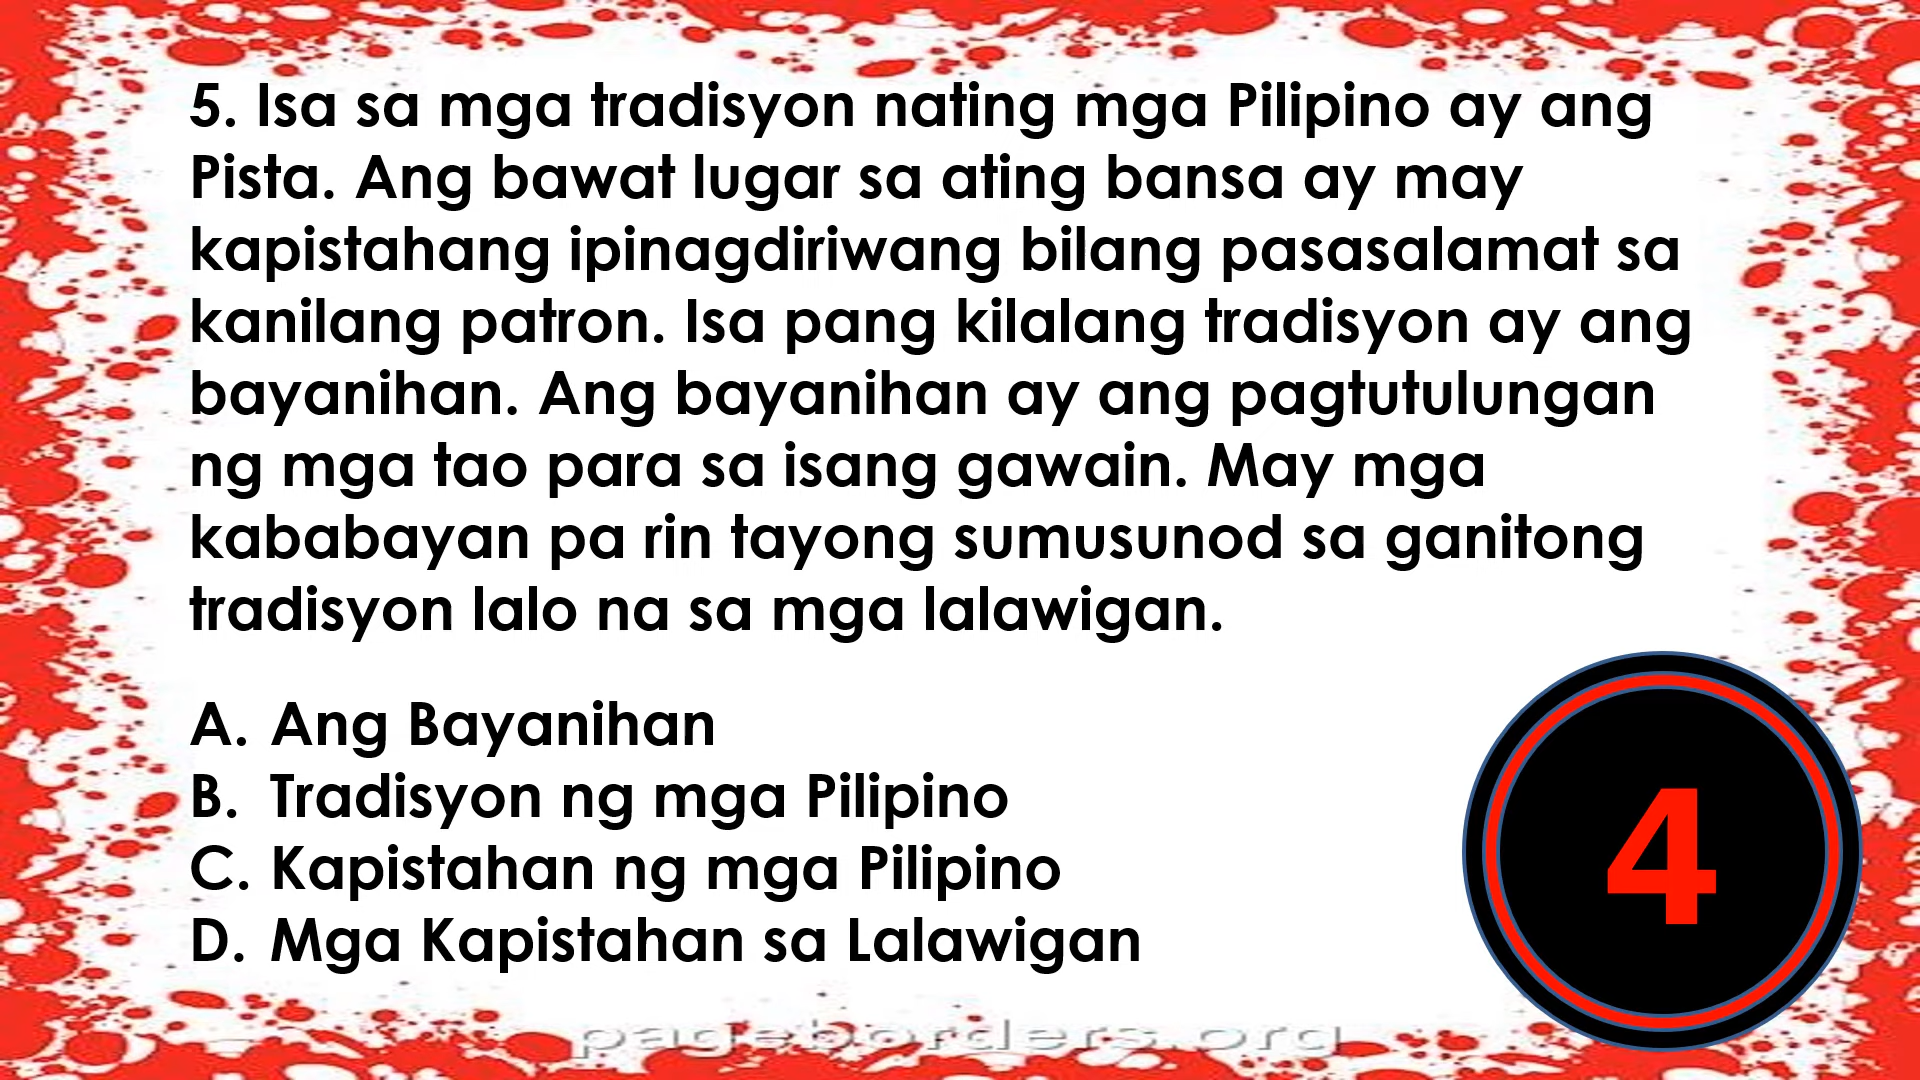 5. Isa sa mga tradisyon nating mga Pilipino ay ang
Pista. Ang bawat lugar sa ating bansa ay may
kapistahang ipinagdiriwang bilang pasasalamat sa
kanilang patron. Isa pang kilalang tradisyon ay ang
bayanihan. Ang bayanihan ay ang pagtutulungan
ng mga tao para sa isang gawain. May mga
kababayan pa rin tayong sumusunod sa ganitong
tradisyon lalo na sa mga lalawigan.
A. Ang Bayanihan
B. Tradisyon ng mga Pilipino
C. Kapistahan ng mga Pilipino
D. Mga Kapistahan sa Lalawigan
4
pageborders.org